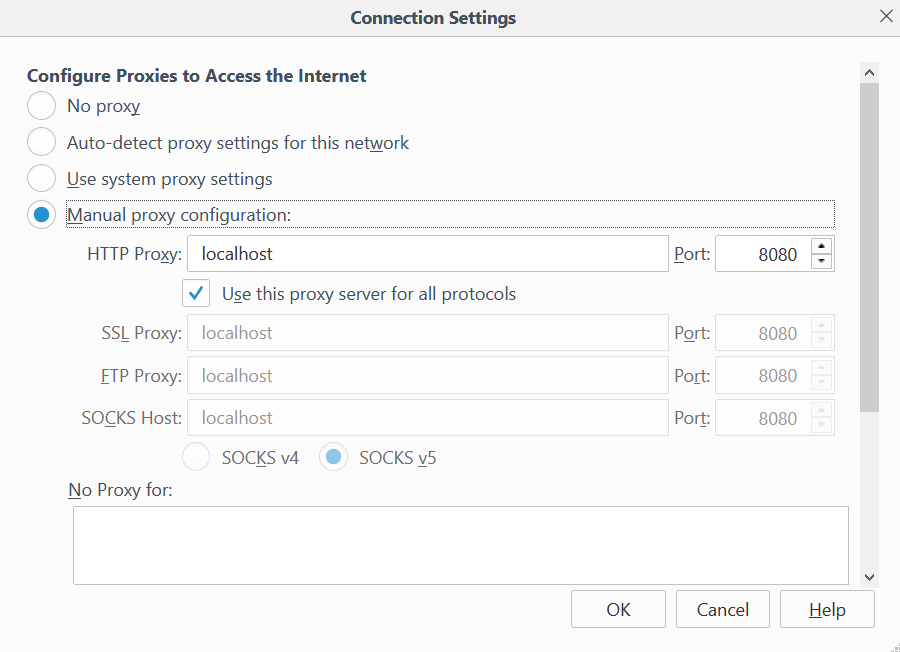 Connection Settings
Configure Proxies to Access the Internet
No proxy
Auto-detect proxy settings for this network
Use system proxy settings
Manual proxy configuration:
HTTP Proxy: localhost Port: 8080
Use this proxy server for all protocols
SSL Proxy: localhost Port: 8080
FTP Proxy: localhost Port: 8080
SOCKS Host: localhost Port: 8080
SOCKS v4 SOCKS v5
No Proxy for:
OK Cancel Help